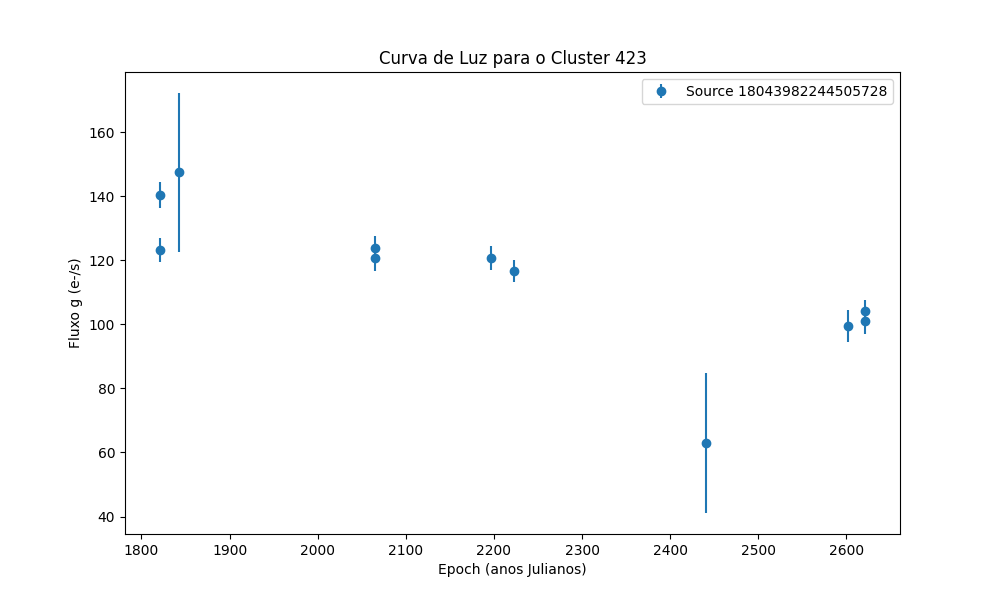 Curva de Luz para o Cluster 423
Source 18043982244505728
Fluxo g (e-/s)
160
140
120
100
80
60
40
1800 1900 2000 2100 2200 2300 2400 2500 2600
Epoch (anos Julianos)